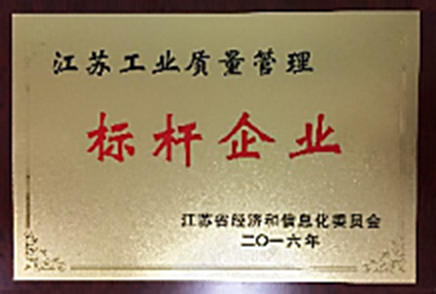 江苏工业质量管理
标杆企业
江苏省经济和信息化委员会
二〇一六年